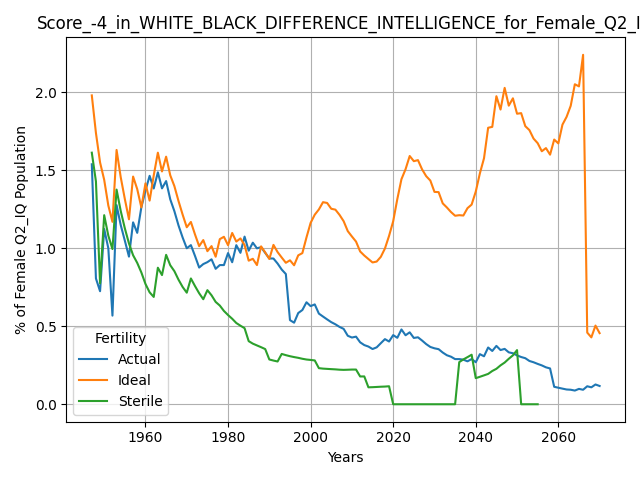 Score_-4_in_WHITE_BLACK_DIFFERENCE_INTELLIGENCE_for_Female_Q2_I
% of Female Q2_IQ Population
2.0
1.5
1.0
0.5
0.0
Fertility
Actual
Ideal
Sterile
1960
1980
2000
2020
2040
2060
Years